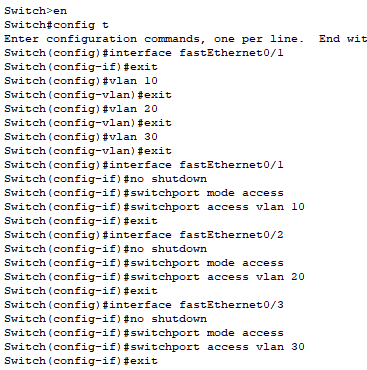 Switch>en
Switch#config t
Enter configuration commands, one per line.  End wit
Switch(config)#interface fastEthernet0/1
Switch(config-if)#exit
Switch(config)#vlan 10
Switch(config-vlan)#exit
Switch(config)#vlan 20
Switch(config-vlan)#exit
Switch(config)#vlan 30
Switch(config-vlan)#exit
Switch(config)#interface fastEthernet0/1
Switch(config-if)#no shutdown
Switch(config-if)#switchport mode access
Switch(config-if)#switchport access vlan 10
Switch(config-if)#exit
Switch(config)#interface fastEthernet0/2
Switch(config-if)#no shutdown
Switch(config-if)#switchport mode access
Switch(config-if)#switchport access vlan 20
Switch(config-if)#exit
Switch(config)#interface fastEthernet0/3
Switch(config-if)#no shutdown
Switch(config-if)#switchport mode access
Switch(config-if)#switchport access vlan 30
Switch(config-if)#exit